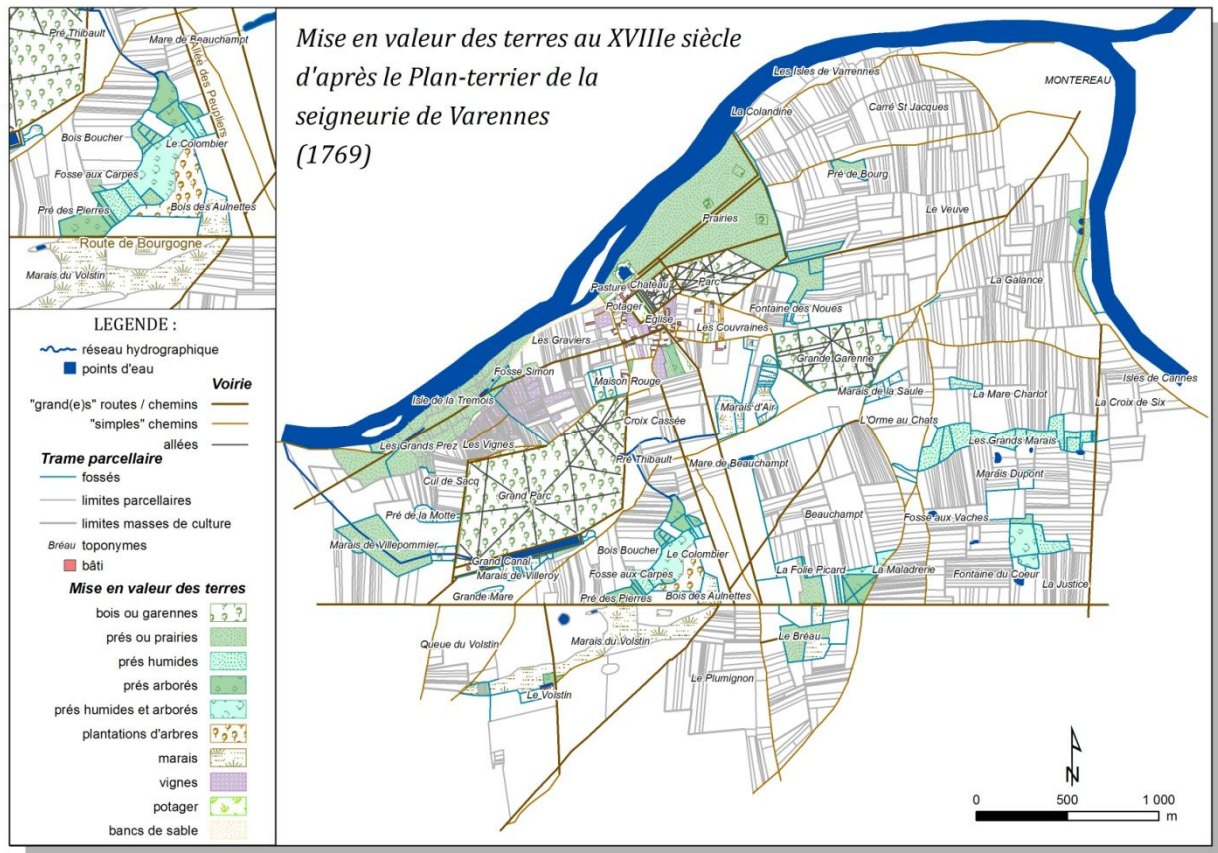 Mise en valeur des terres au XVIIIe siècle
d'après le Plan-terrier de la
seigneurie de Varennes
(1769)
Pré Thibault
Mare de Beauchampt
Allée des Peupliers
Bois Boucher
Le Colombier
Fosse aux Carpes
Pré des Pierres
Bois des Aulnettes
Route de Bourgogne
Marais du Volstin
LEGENDE :
réseau hydrographique
points d'eau
Voirie
"grand(e)s" routes / chemins
"simples" chemins
allées
Trame parcellaire
fossés
limites parcellaires
limites masses de culture
Bréau toponymes
bâti
Mise en valeur des terres
bois ou garennes
prés ou prairies
prés humides
prés arborés
prés humides et arborés
plantations d'arbres
marais
vignes
potager
bancs de sable
Les Isles de Varrennes
MONTEREAU
La Colandine
Carré St Jacques
Pré de Bourg
Prairies
Le Veuve
La Galance
Pasture
Chateau
Parc
Potager
Eglise
Fontaine des Noues
Les Couvraines
Les Graviers
Grande Garenne
Fosse Simon
Maison Rouge
Marais de la Saule
Isles de Cannes
Isle de la Tremois
La Mare Charlot
La Croix de Six
Marais d'Air
Croix Cassée
L'Orme au Chats
Les Grands Prez
Les Vignes
Les Grands Marais
Pré Thibault
Mare de Beauchampt
Marais Dupont
Cul de Sacq
Grand Parc
Pré de la Motte
Beauchampt
Fosse aux Vaches
Marais de Villepommier
Bois Boucher
Le Colombier
Grand Canal
Marais de Villeroy
Fosse aux Carpes
La Folie Picard
La Maladrerie
Fontaine du Coeur
La Justice
Grande Mare
Pré des Pierres
Bois des Aulnettes
Queue du Volstin
Marais du Volstin
Le Bréau
Le Plumignon
Le Volstin
N
0 500 1 000
m